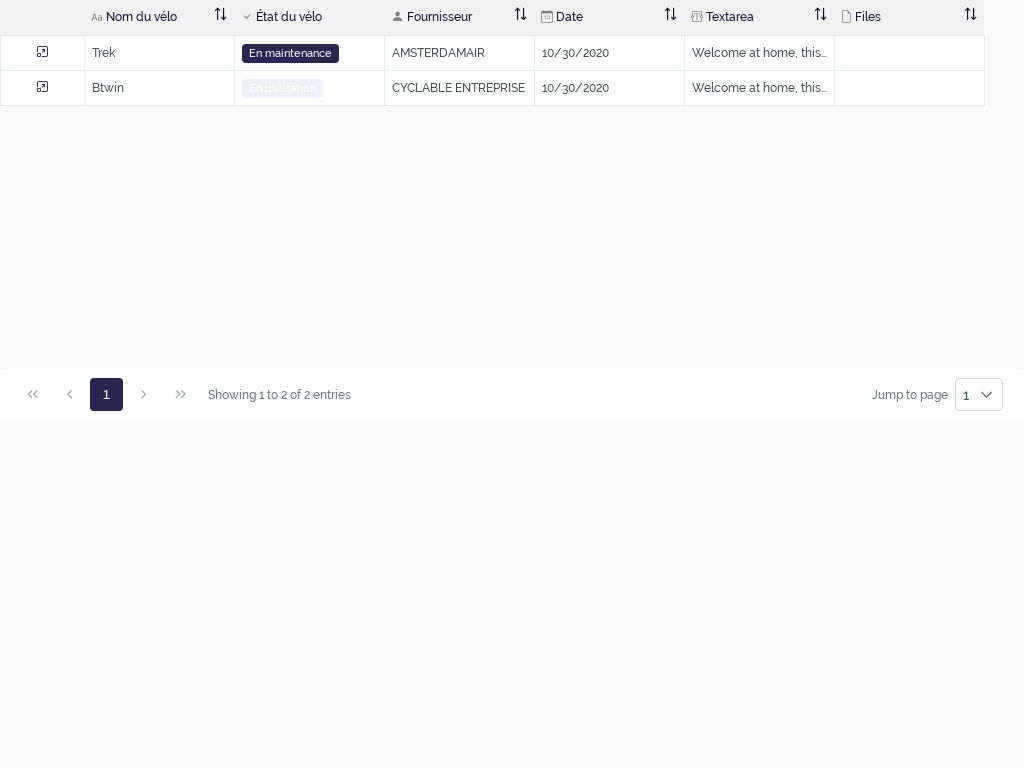 Aa Nom du vélo État du vélo Fournisseur Date Textarea Files
Trek En maintenance AMSTERDAMAIR 10/30/2020 Welcome at home, this...
Btwin En utilisation CYCLABLE ENTREPRISE 10/30/2020 Welcome at home, this...
1 Showing 1 to 2 of 2 entries Jump to page 1